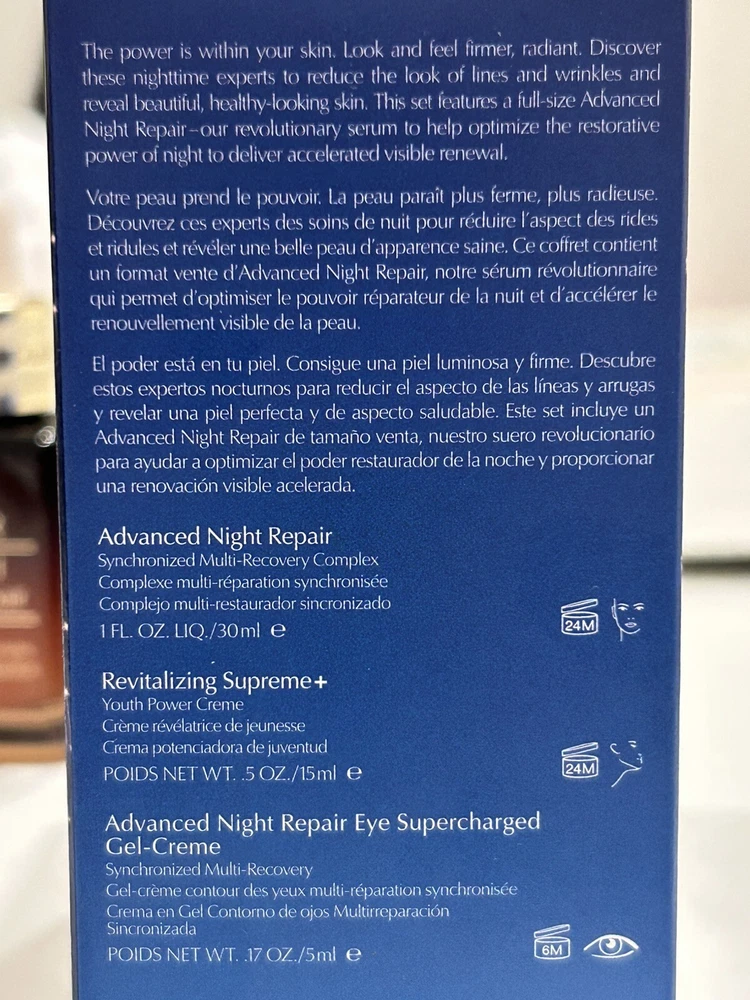 The power is within your skin. Look and feel firmer, radiant. Discover
these nighttime experts to reduce the look of lines and wrinkles and
reveal beautiful, healthy-looking skin. This set features a full-size Advanced
Night Repair–our revolutionary serum to help optimize the restorative
power of night to deliver accelerated visible renewal.
Votre peau prend le pouvoir. La peau paraît plus ferme, plus radieuse.
Découvrez ces experts des soins de nuit pour réduire l'aspect des rides
et ridules et révéler une belle peau d'apparence saine. Ce coffret contient
un format vente d'Advanced Night Repair, notre sérum révolutionnaire
qui permet d'optimiser le pouvoir réparateur de la nuit et d'accélérer le
renouvellement visible de la peau.
El poder está en tu piel. Consigue una piel luminosa y firme. Descubre
estos expertos nocturnos para reducir el aspecto de las líneas y arrugas
y revelar una piel perfecta y de aspecto saludable. Este set incluye un
Advanced Night Repair de tamaño venta, nuestro suero revolucionario
para ayudar a optimizar el poder restaurador de la noche y proporcionar
una renovación visible acelerada.
Advanced Night Repair
Synchronized Multi-Recovery Complex
Complexe multi-réparation synchronisée
Complejo multi-restaurador sincronizado
1 FL. OZ. LIQ./30ml ℮
24M
Revitalizing Supreme+
Youth Power Creme
Crème révélatrice de jeunesse
Crema potenciadora de juventud
POIDS NET WT. .5 OZ./15ml ℮
24M
Advanced Night Repair Eye Supercharged
Gel-Creme
Synchronized Multi-Recovery
Gel-crème contour des yeux multi-réparation synchronisée
Crema en Gel Contorno de ojos Multirreparación
Sincronizada
POIDS NET WT. .17 OZ./5ml ℮
6M